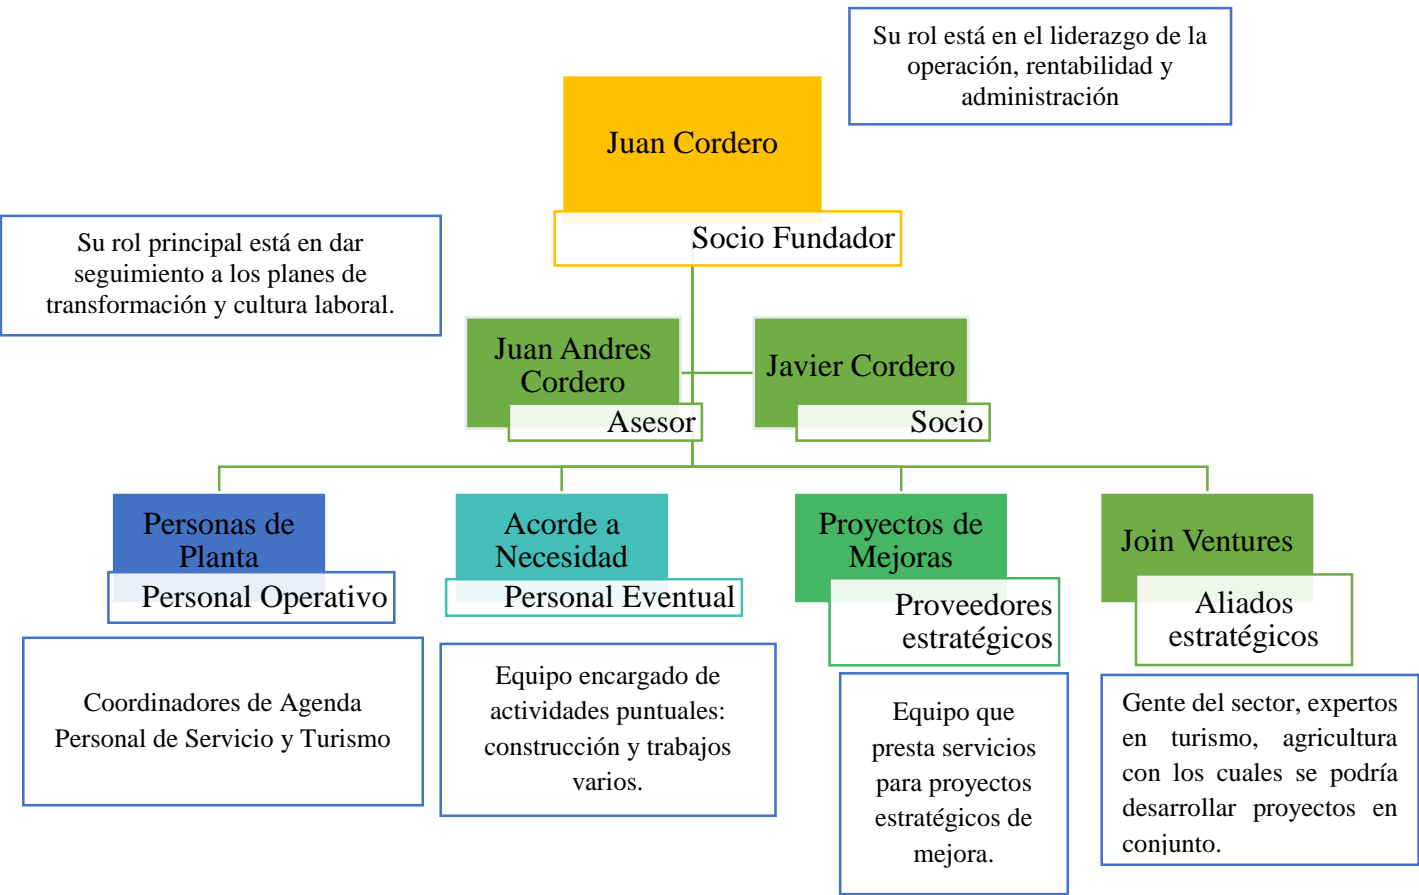 Su rol está en el liderazgo de la
operación, rentabilidad y
administración
Juan Cordero
Socio Fundador
Su rol principal está en dar
seguimiento a los planes de
transformación y cultura laboral.
Juan Andres
Cordero
Asesor
Javier Cordero
Socio
Personas de
Planta
Personal Operativo
Acorde a
Necesidad
Personal Eventual
Proyectos de
Mejoras
Proveedores
estratégicos
Join Ventures
Aliados
estratégicos
Coordinadores de Agenda
Personal de Servicio y Turismo
Equipo encargado de
actividades puntuales:
construcción y trabajos
varios.
Equipo que
presta servicios
para proyectos
estratégicos de
mejora.
Gente del sector, expertos
en turismo, agricultura
con los cuales se podría
desarrollar proyectos en
conjunto.